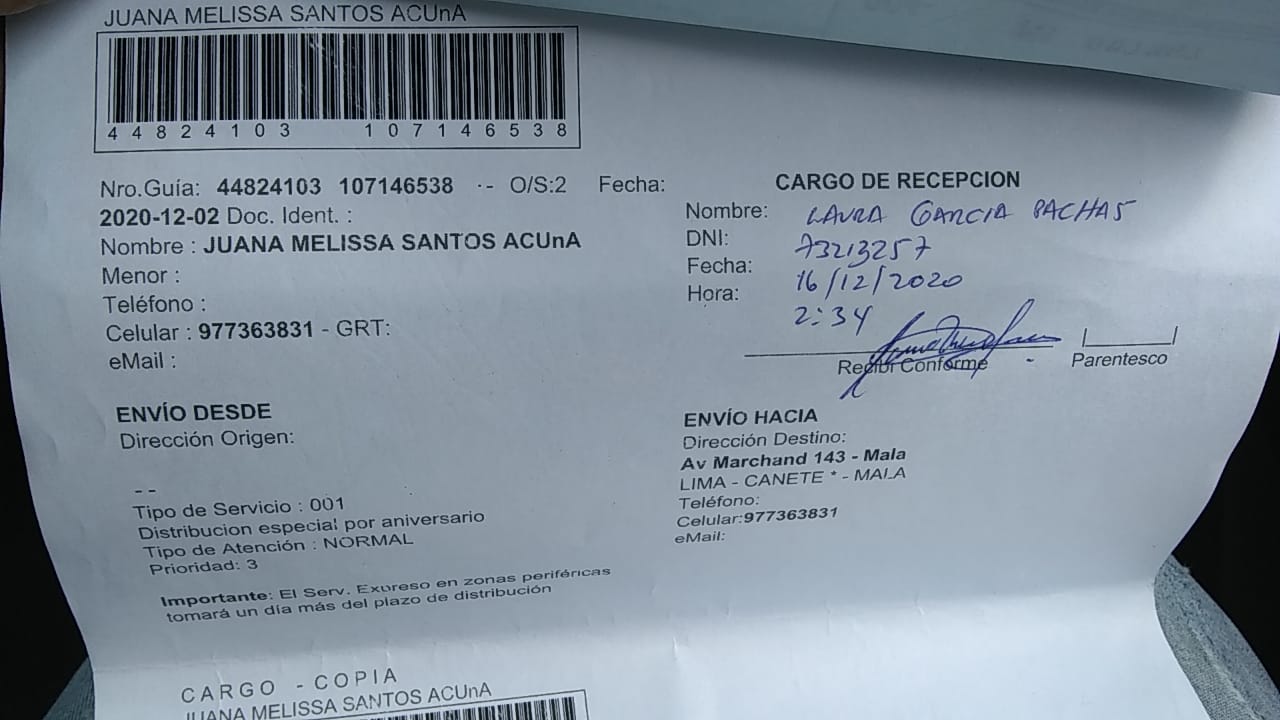 JUANA MELISSA SANTOS ACUnA
44824103 107146538
Nro.Guía: 44824103 107146538 -- O/S:2 Fecha:
2020-12-02 Doc. Ident. :
Nombre : JUANA MELISSA SANTOS ACUnA
Menor :
Teléfono :
Celular : 977363831 - GRT:
eMail :
CARGO DE RECEPCION
Nombre: LAURA GARCIA PACHAS
DNI: 73213257
Fecha: 16/12/2020
Hora: 2:34
Recibi Conforme
Parentesco
ENVÍO DESDE
Dirección Origen:
--
Tipo de Servicio : 001
Distribucion especial por aniversario
Tipo de Atención : NORMAL
Prioridad: 3
ENVÍO HACIA
Dirección Destino:
Av Marchand 143 - Mala
LIMA - CANETE * - MALA
Teléfono:
Celular:977363831
eMail:
Importante: El Serv. Expreso en zonas periféricas
tomará un día más del plazo de distribución
CARGO - COPIA
JUANA MELISSA SANTOS ACUnA